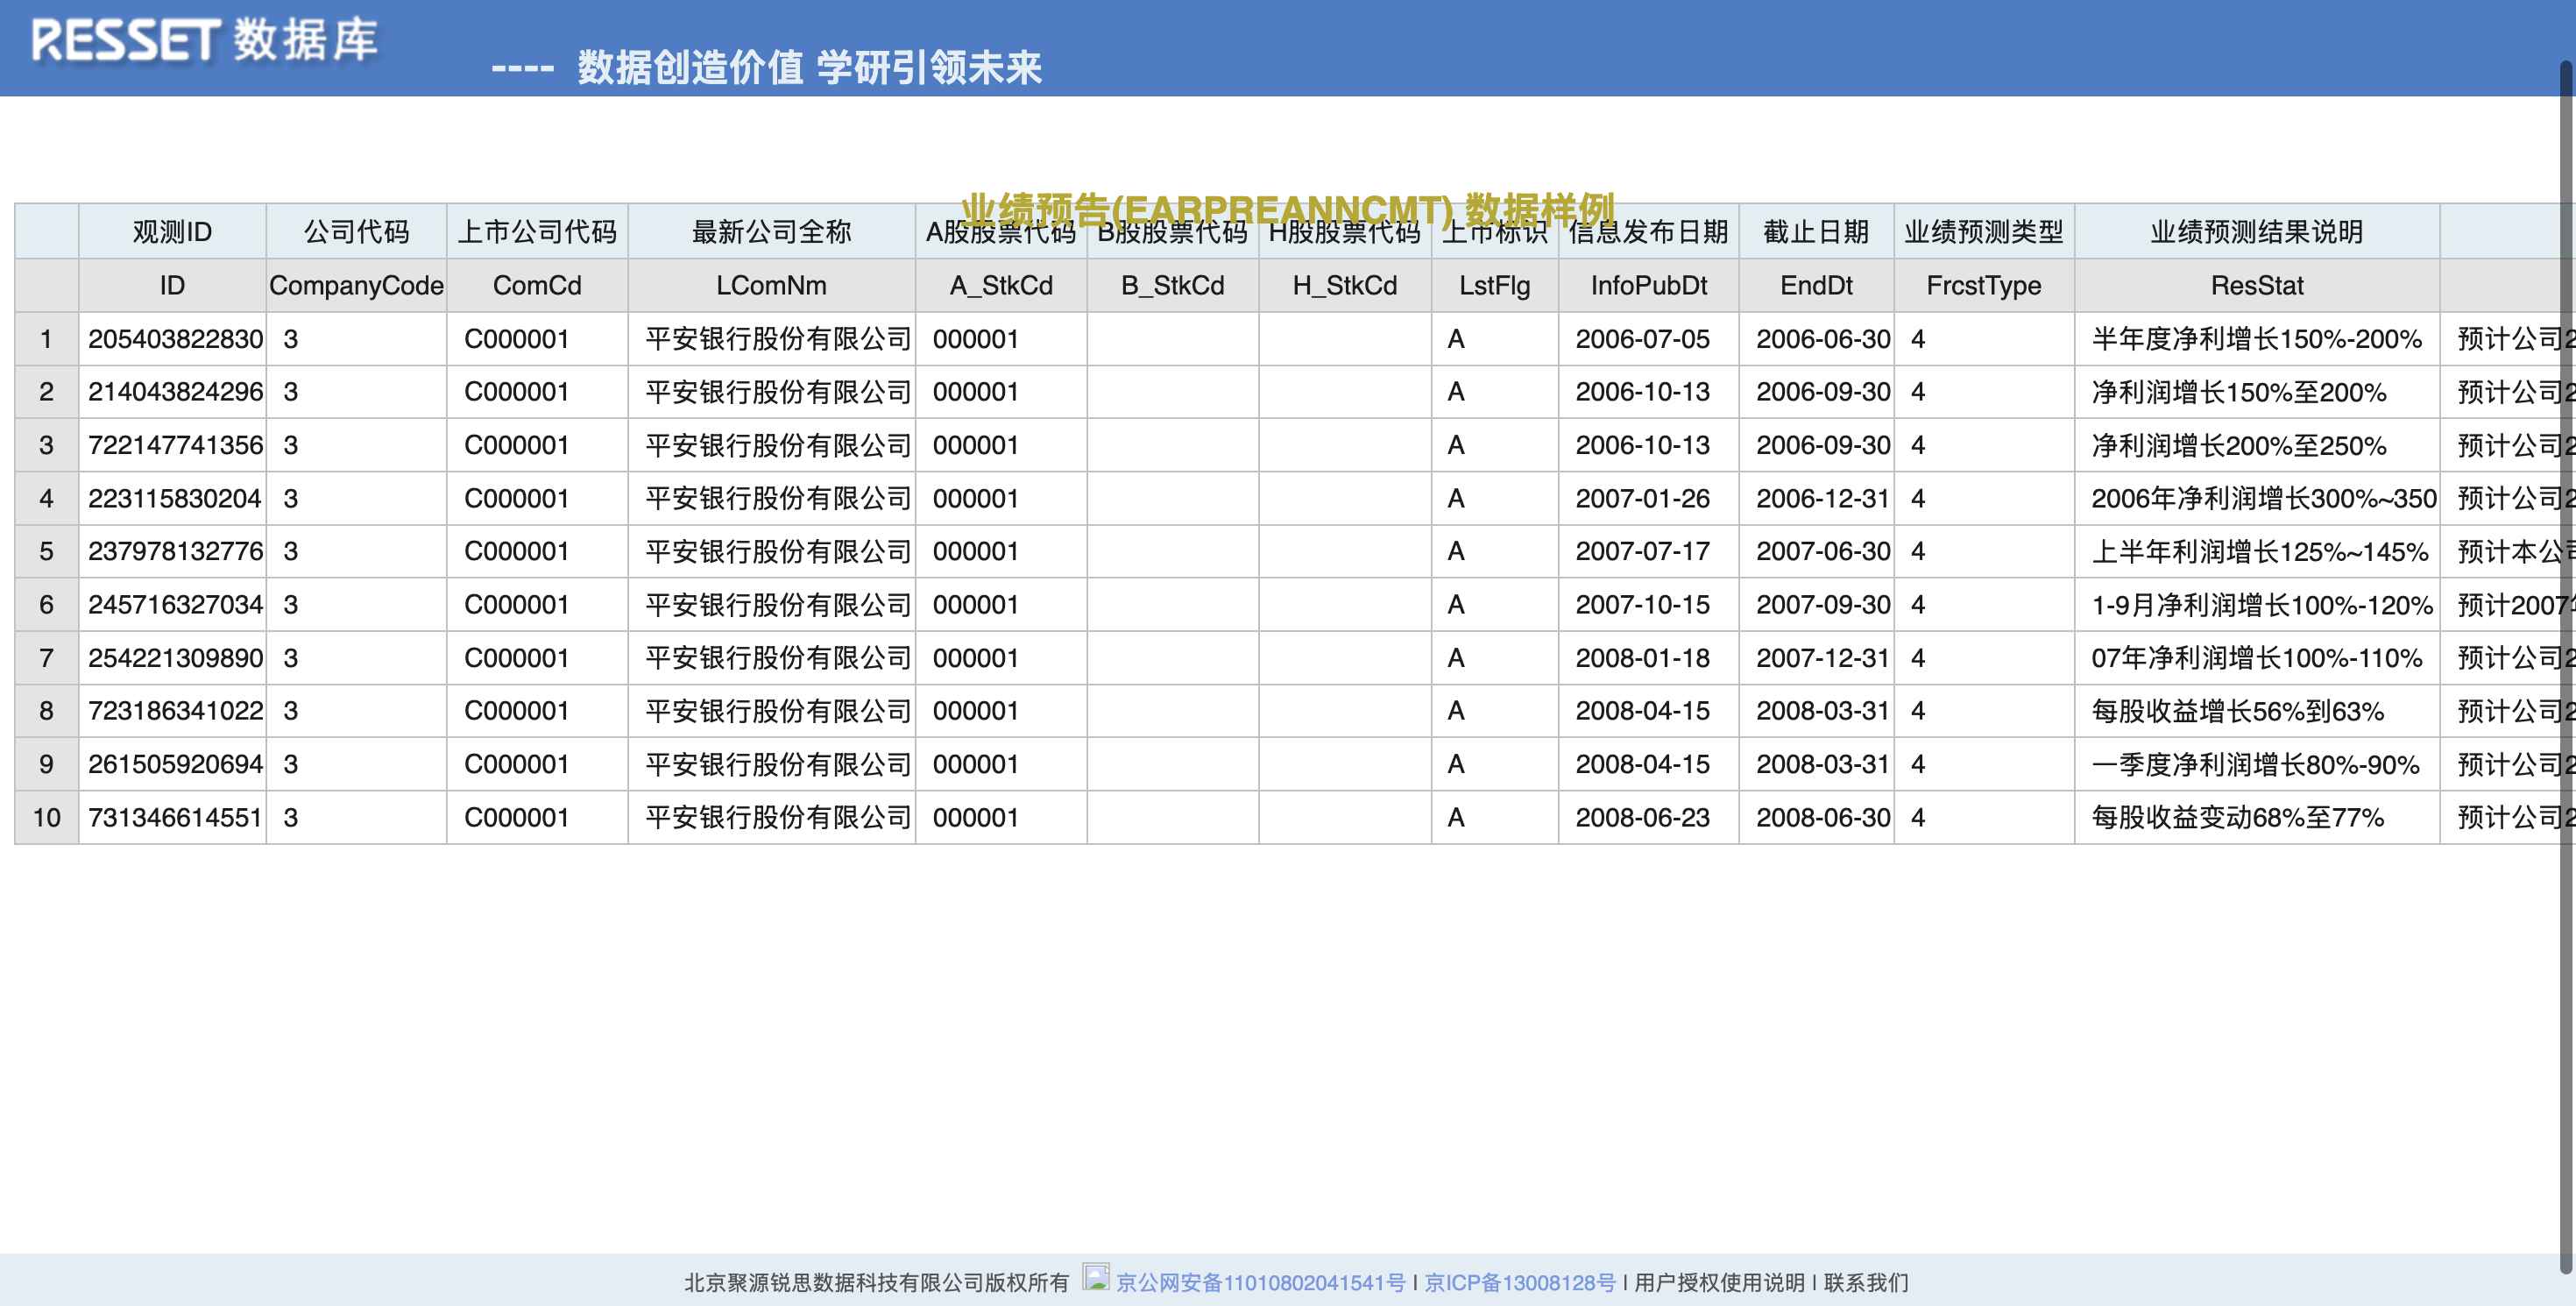 RESSET 数据库
---- 数据创造价值 学研引领未来
业绩预告(EARPREANNCMT) 数据样例
观测ID 公司代码 上市公司代码 最新公司全称 A股股票代码 B股股票代码 H股股票代码 上市标识 信息发布日期 截止日期 业绩预测类型 业绩预测结果说明
ID CompanyCode ComCd LComNm A_StkCd B_StkCd H_StkCd LstFlg InfoPubDt EndDt FrcstType ResStat
1 205403822830 3 C000001 平安银行股份有限公司 000001 A 2006-07-05 2006-06-30 4 半年度净利增长150%-200% 预计公司2
2 214043824296 3 C000001 平安银行股份有限公司 000001 A 2006-10-13 2006-09-30 4 净利润增长150%至200% 预计公司2
3 722147741356 3 C000001 平安银行股份有限公司 000001 A 2006-10-13 2006-09-30 4 净利润增长200%至250% 预计公司2
4 223115830204 3 C000001 平安银行股份有限公司 000001 A 2007-01-26 2006-12-31 4 2006年净利润增长300%~350 预计公司2
5 237978132776 3 C000001 平安银行股份有限公司 000001 A 2007-07-17 2007-06-30 4 上半年利润增长125%~145% 预计本公司
6 245716327034 3 C000001 平安银行股份有限公司 000001 A 2007-10-15 2007-09-30 4 1-9月净利润增长100%-120% 预计2007年
7 254221309890 3 C000001 平安银行股份有限公司 000001 A 2008-01-18 2007-12-31 4 07年净利润增长100%-110% 预计公司2
8 723186341022 3 C000001 平安银行股份有限公司 000001 A 2008-04-15 2008-03-31 4 每股收益增长56%到63% 预计公司2
9 261505920694 3 C000001 平安银行股份有限公司 000001 A 2008-04-15 2008-03-31 4 一季度净利润增长80%-90% 预计公司2
10 731346614551 3 C000001 平安银行股份有限公司 000001 A 2008-06-23 2008-06-30 4 每股收益变动68%至77% 预计公司2
北京聚源锐思数据科技有限公司版权所有 京公网安备11010802041541号 | 京ICP备13008128号 | 用户授权使用说明 | 联系我们